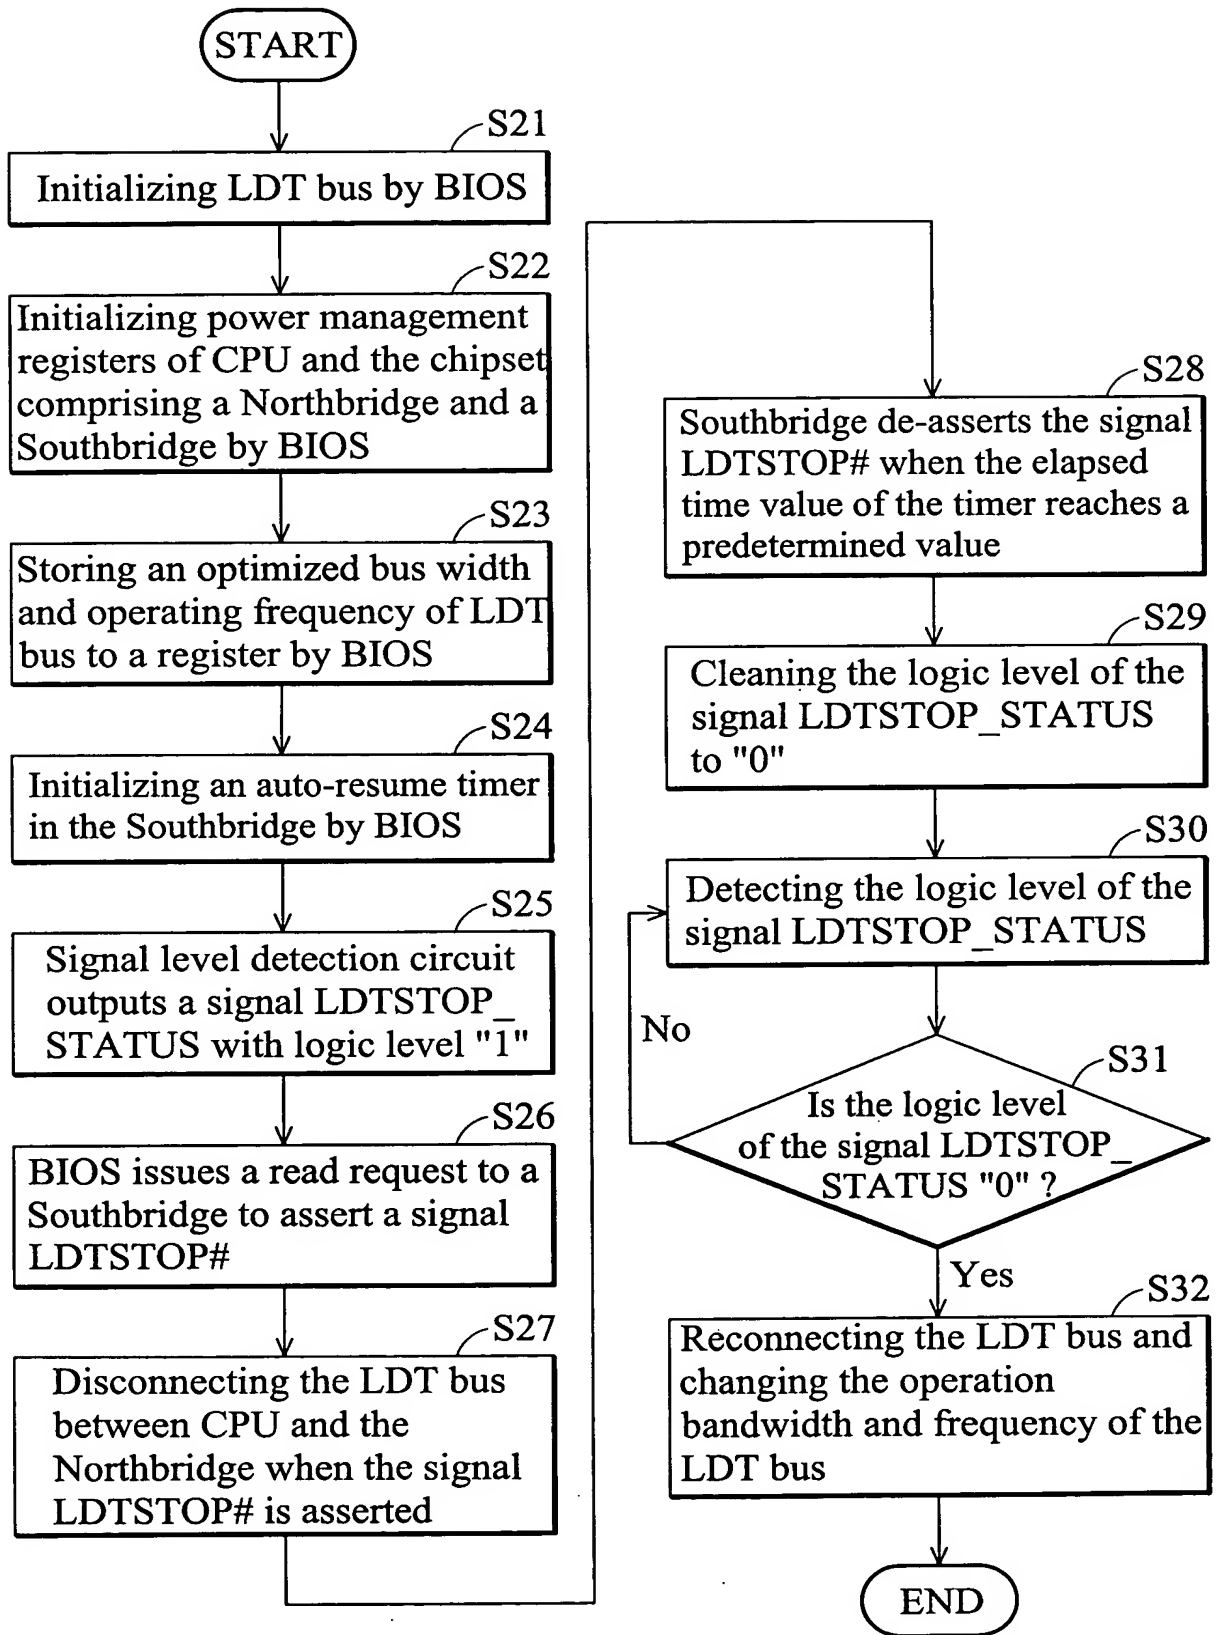 START
S21
Initializing LDT bus by BIOS
S22
Initializing power management
registers of CPU and the chipset
comprising a Northbridge and a
Southbridge by BIOS
S23
Storing an optimized bus width
and operating frequency of LDT
bus to a register by BIOS
S24
Initializing an auto-resume timer
in the Southbridge by BIOS
S25
Signal level detection circuit
outputs a signal LDTSTOP_
STATUS with logic level "1"
S26
BIOS issues a read request to a
Southbridge to assert a signal
LDTSTOP#
S27
Disconnecting the LDT bus
between CPU and the
Northbridge when the signal
LDTSTOP# is asserted
S28
Southbridge de-asserts the signal
LDTSTOP# when the elapsed
time value of the timer reaches a
predetermined value
S29
Cleaning the logic level of the
signal LDTSTOP_STATUS
to "0"
S30
Detecting the logic level of the
signal LDTSTOP_STATUS
No
S31
Is the logic level
of the signal LDTSTOP_
STATUS "0" ?
Yes
S32
Reconnecting the LDT bus and
changing the operation
bandwidth and frequency of the
LDT bus
END